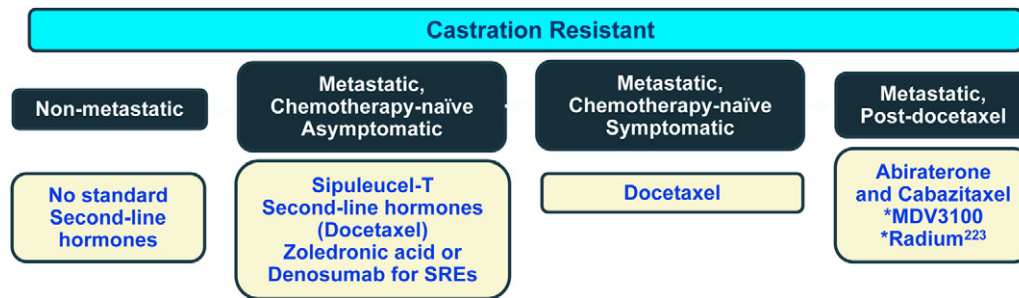 Castration Resistant
Non-metastatic
Metastatic,
Chemotherapy-naïve
Asymptomatic
Metastatic,
Chemotherapy-naïve
Symptomatic
Metastatic,
Post-docetaxel
No standard
Second-line
hormones
Sipuleucel-T
Second-line hormones
(Docetaxel)
Zoledronic acid or
Denosumab for SREs
Docetaxel
Abiraterone
and Cabazitaxel
*MDV3100
*Radium²²³